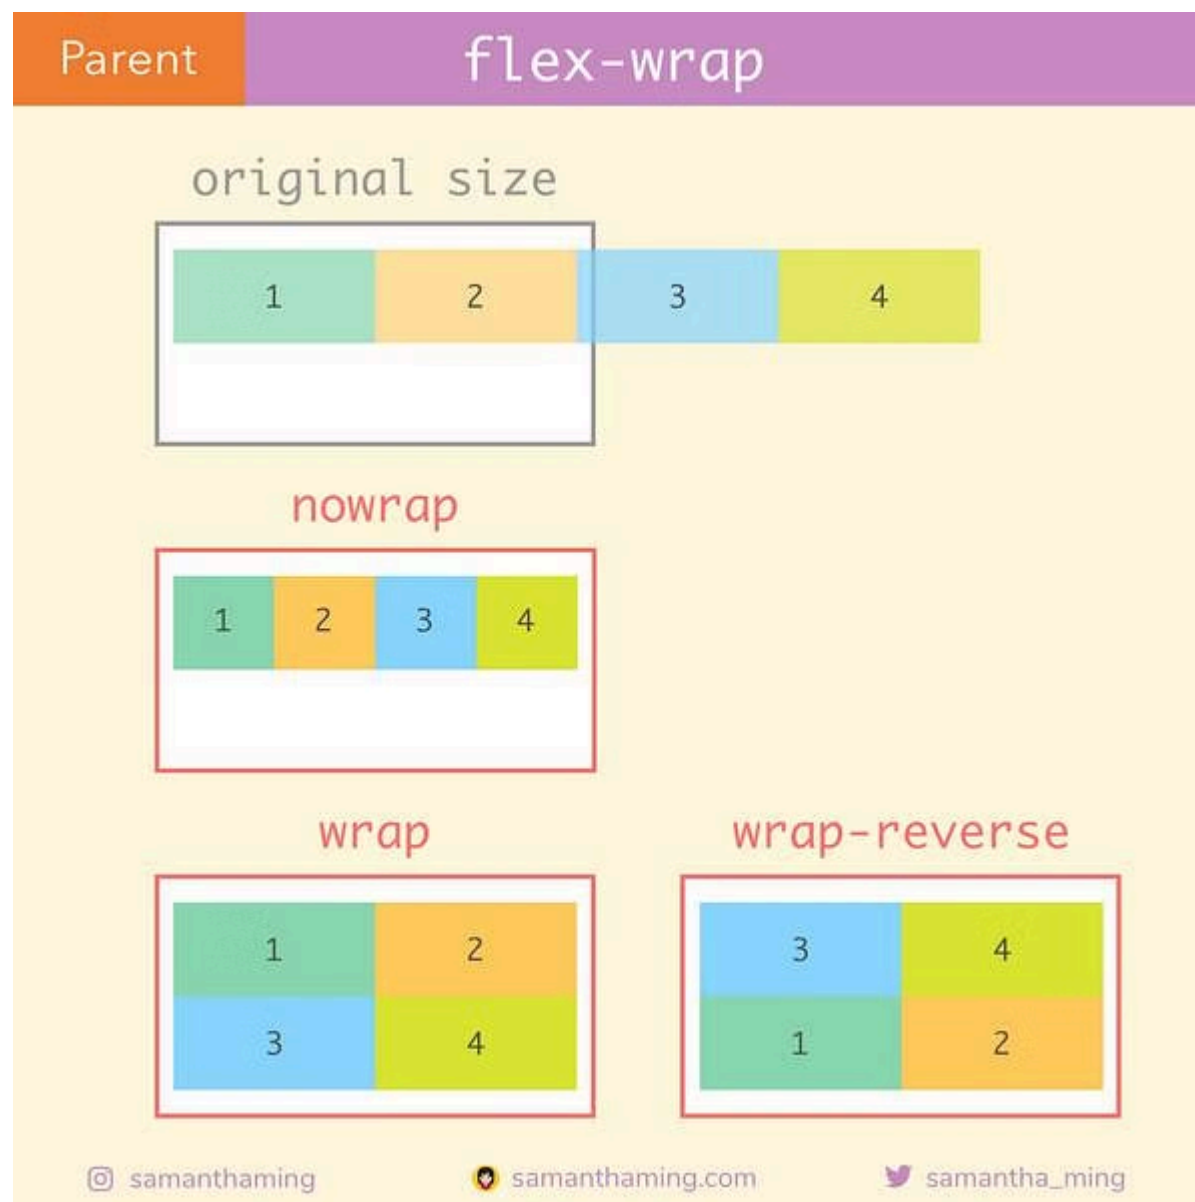 Parent flex-wrap
original size
1 2 3 4
nowrap
1 2 3 4
wrap
1 2
3 4
wrap-reverse
3 4
1 2
samanthaming samanthaming.com samantha_ming